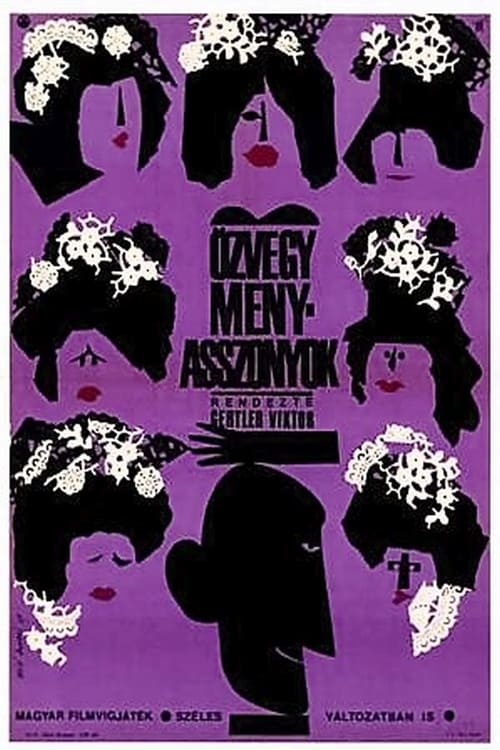 ÖZVEGY
MENY-
ASSZONYOK
RENDEZTE
GERTLER VIKTOR
MAGYAR FILMVIGJÁTÉK ● SZÉLES VÁLTOZATBAN IS ●